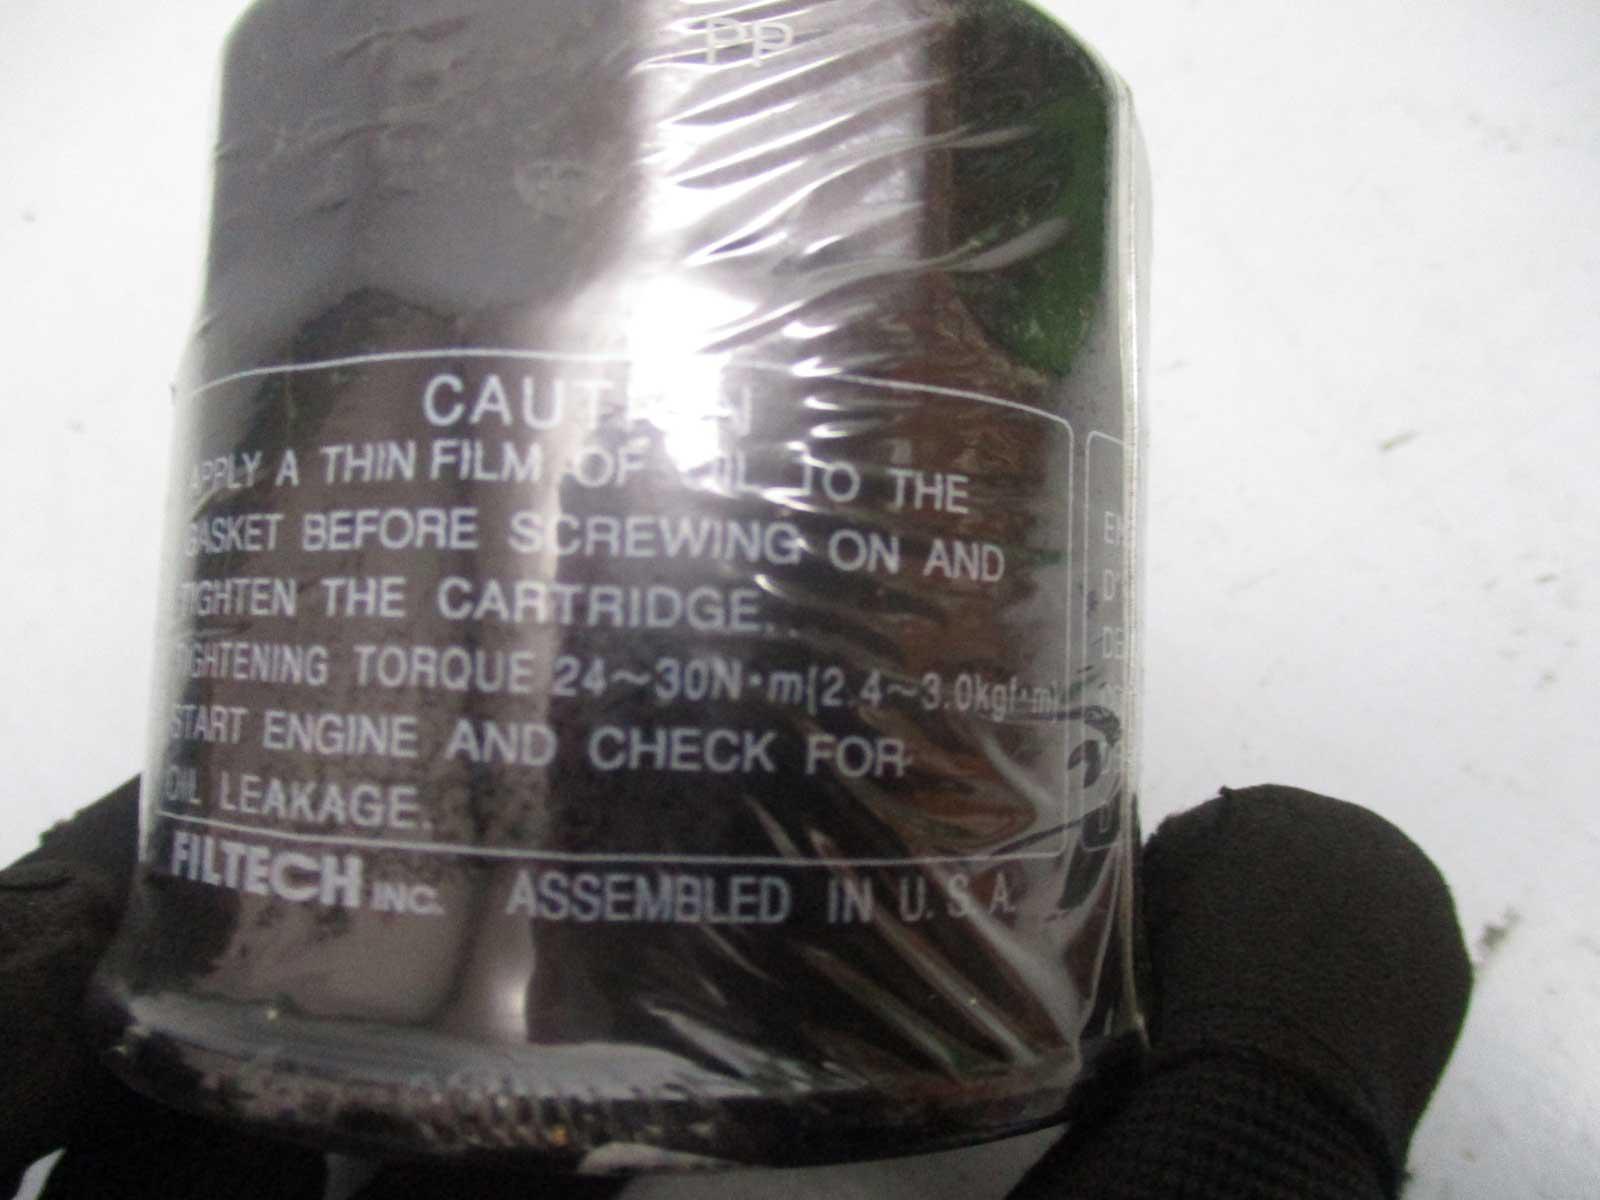 PP
CAUTION
APPLY A THIN FILM OF OIL TO THE
GASKET BEFORE SCREWING ON AND
TIGHTEN THE CARTRIDGE.
TIGHTENING TORQUE 24~30N·m{2.4~3.0kgf·m}
START ENGINE AND CHECK FOR
OIL LEAKAGE.
FILTECH INC. ASSEMBLED IN U.S.A.